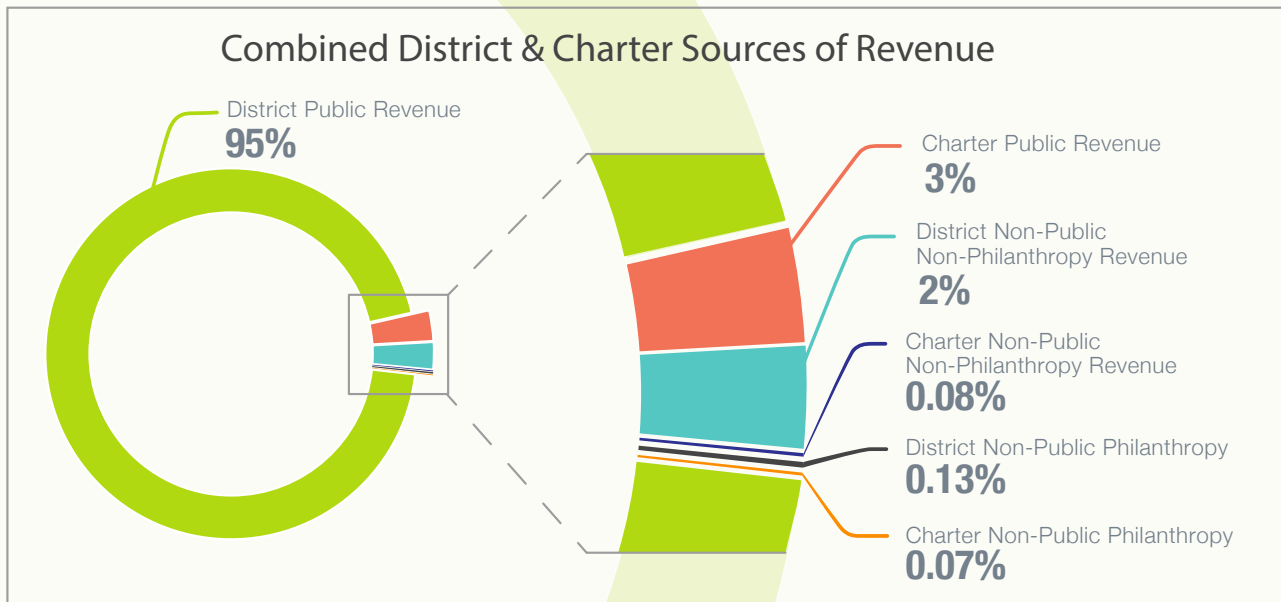 Combined District & Charter Sources of Revenue
District Public Revenue
95%
Charter Public Revenue
3%
District Non-Public
Non-Philanthropy Revenue
2%
Charter Non-Public
Non-Philanthropy Revenue
0.08%
District Non-Public Philanthropy
0.13%
Charter Non-Public Philanthropy
0.07%